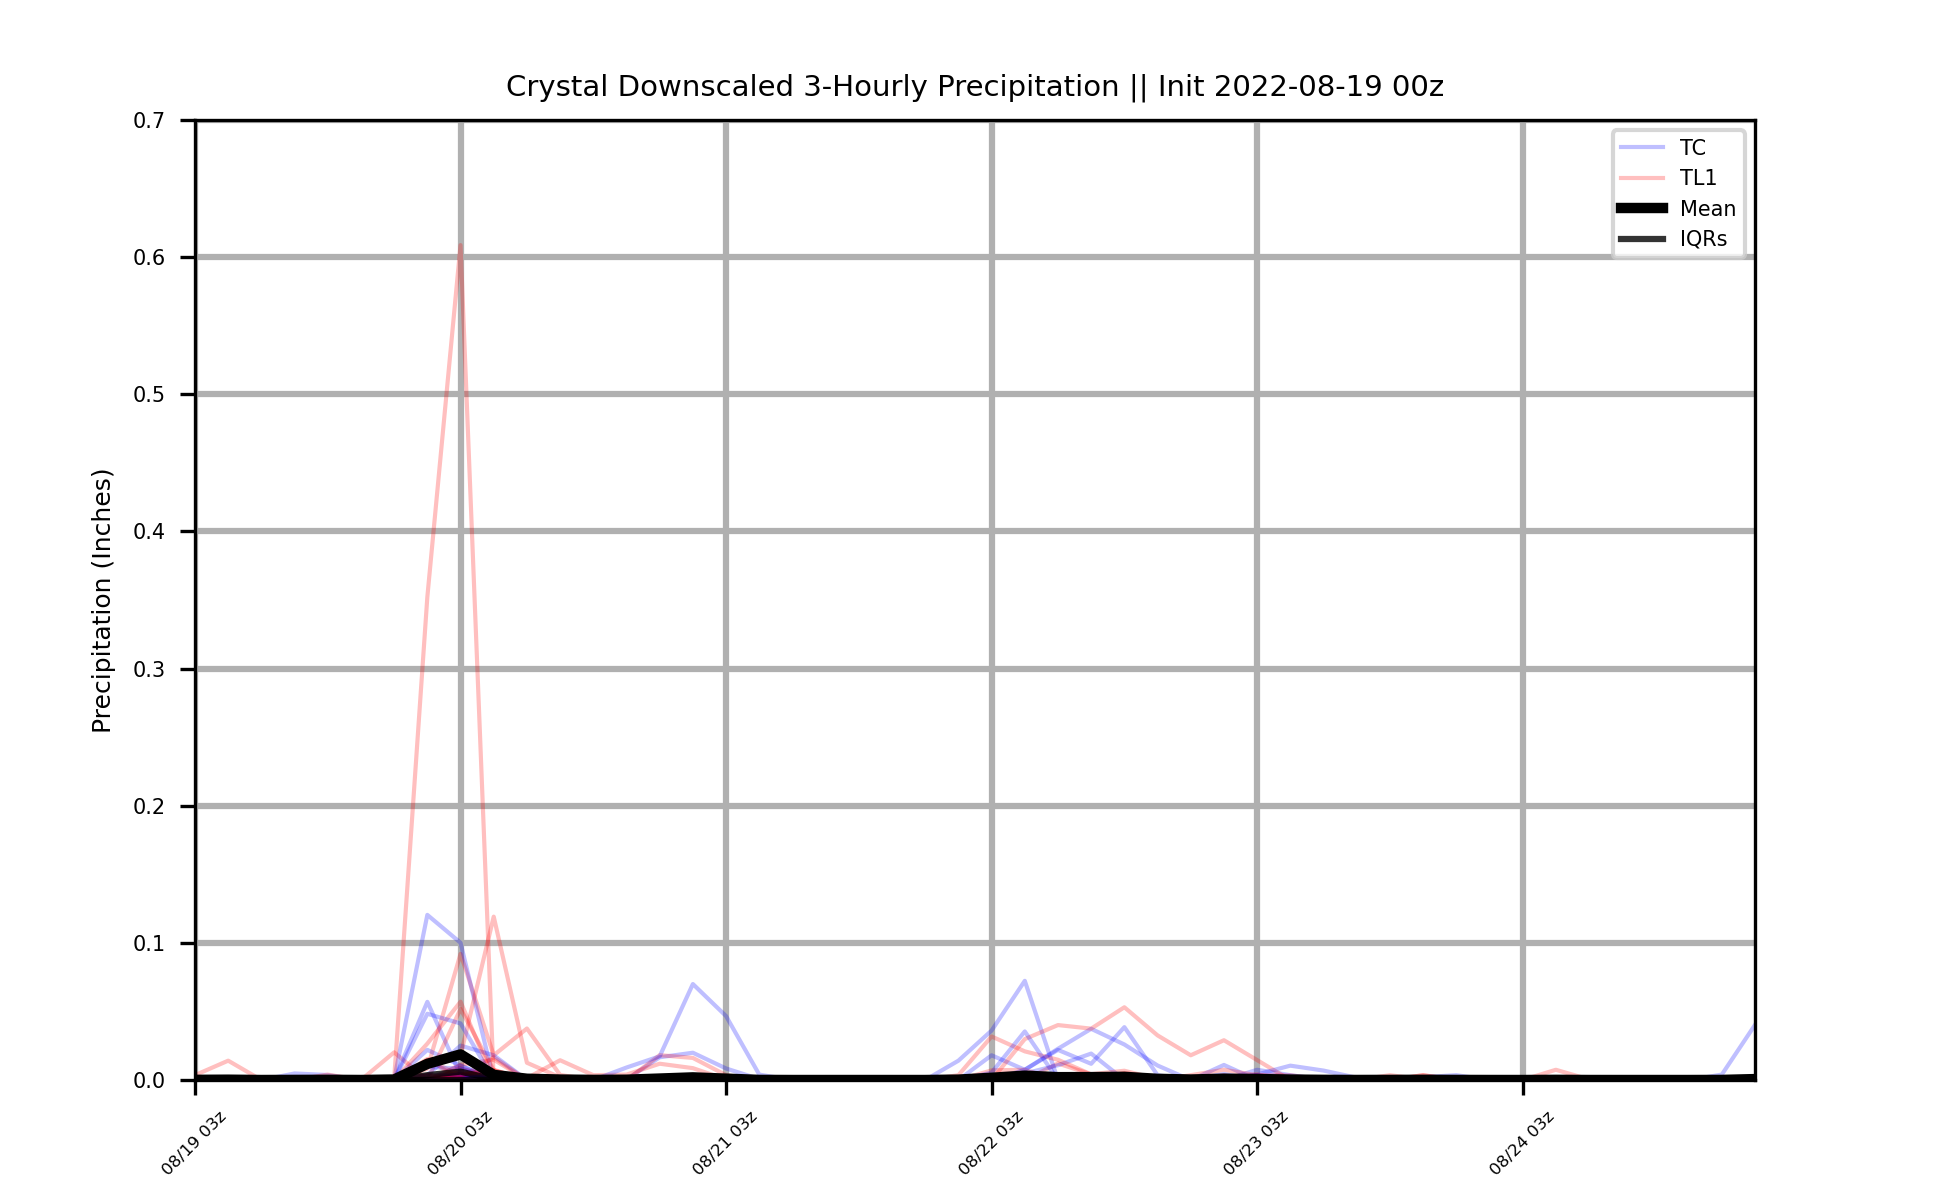 Crystal Downscaled 3-Hourly Precipitation || Init 2022-08-19 00z
TC
TL1
Mean
IQRs
Precipitation (Inches)
0.7
0.6
0.5
0.4
0.3
0.2
0.1
0.0
08/19 03z
08/20 03z
08/21 03z
08/22 03z
08/23 03z
08/24 03z